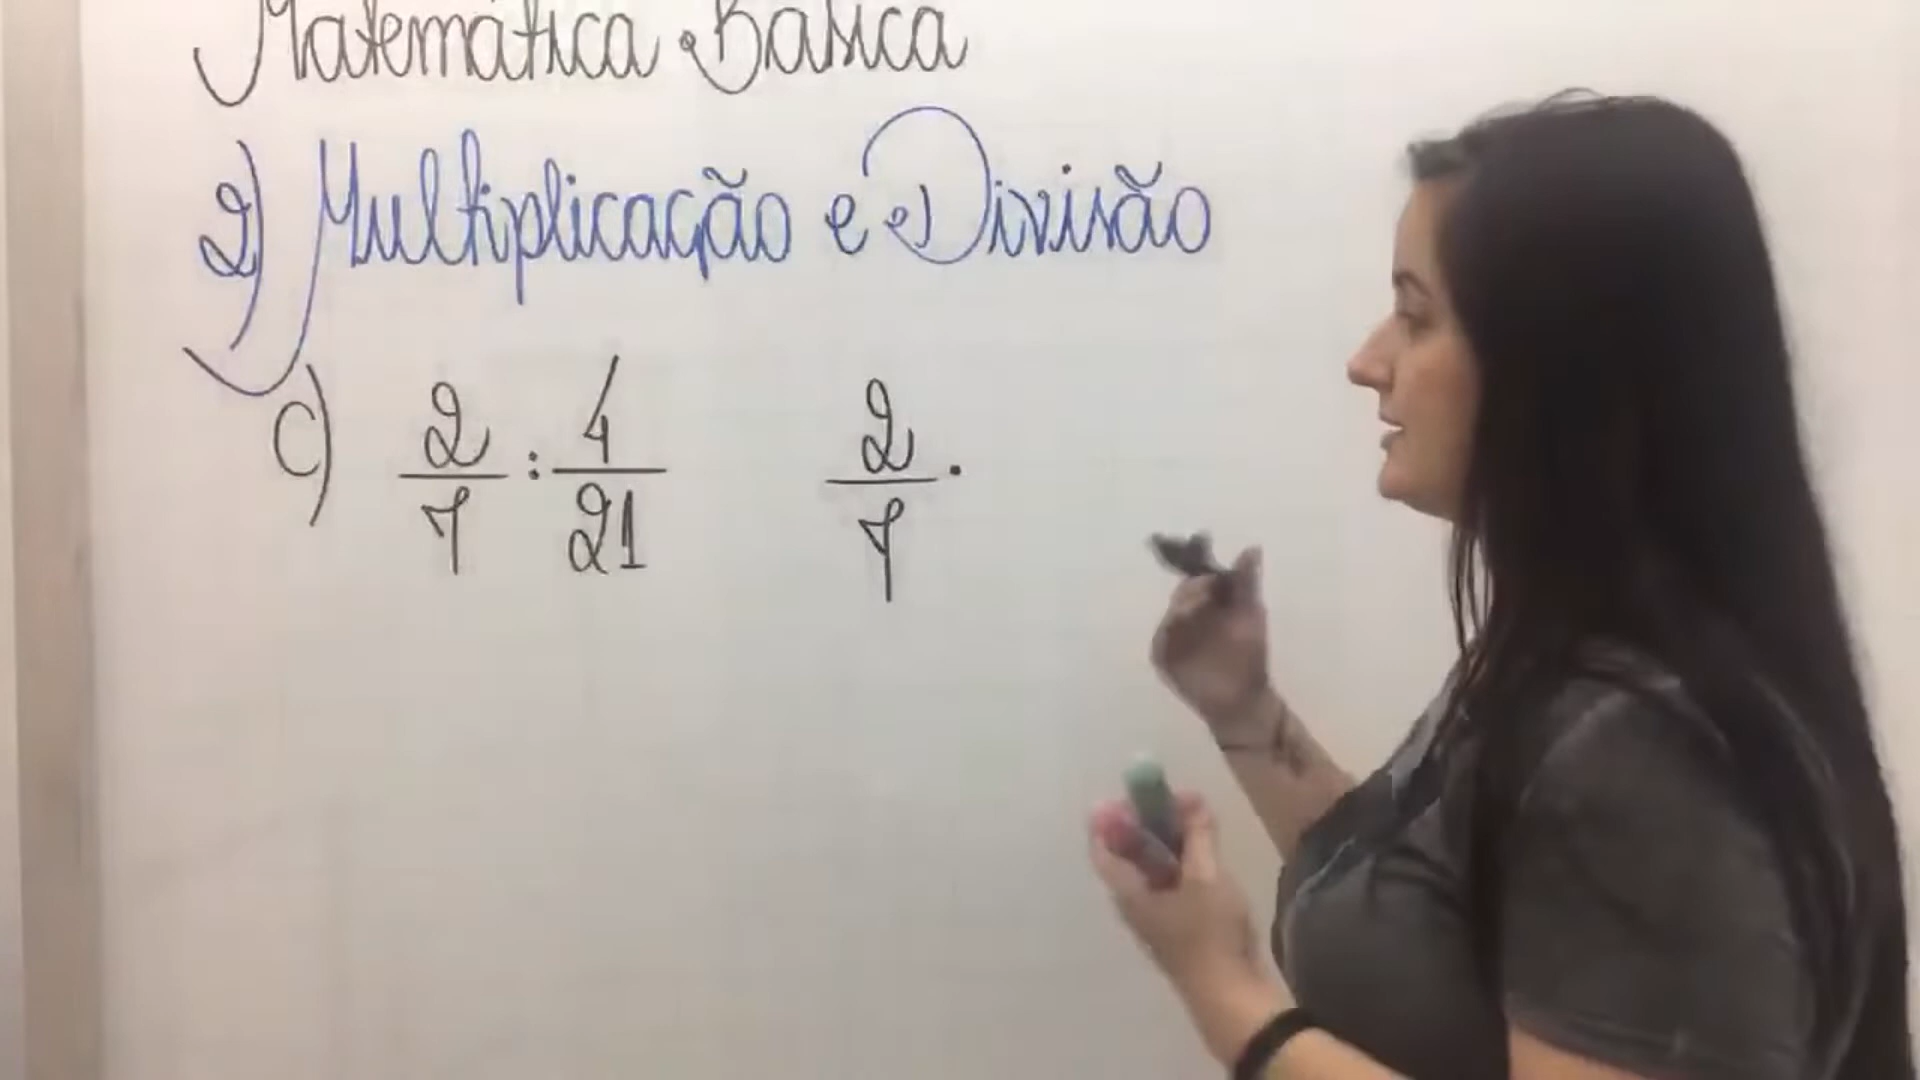 Matemática Básica
2) Multiplicação e Divisão
c) 2/7 : 4/21 2/7 .